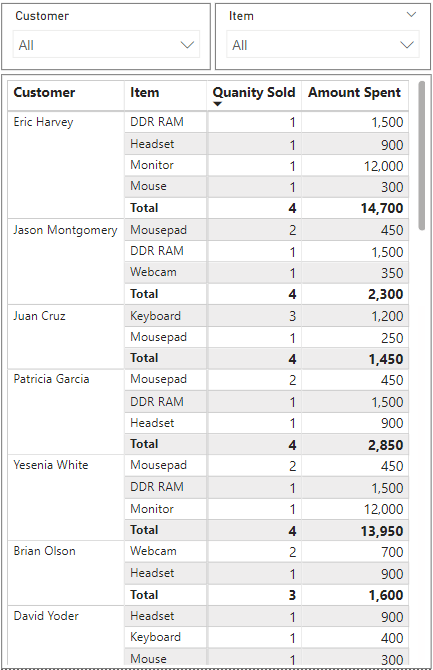 Customer Item
All All
Customer Item Quanity Sold Amount Spent
Eric Harvey DDR RAM 1 1,500
Headset 1 900
Monitor 1 12,000
Mouse 1 300
Total 4 14,700
Jason Montgomery Mousepad 2 450
DDR RAM 1 1,500
Webcam 1 350
Total 4 2,300
Juan Cruz Keyboard 3 1,200
Mousepad 1 250
Total 4 1,450
Patricia Garcia Mousepad 2 450
DDR RAM 1 1,500
Headset 1 900
Total 4 2,850
Yesenia White Mousepad 2 450
DDR RAM 1 1,500
Monitor 1 12,000
Total 4 13,950
Brian Olson Webcam 2 700
Headset 1 900
Total 3 1,600
David Yoder Headset 1 900
Keyboard 1 400
Mouse 1 300